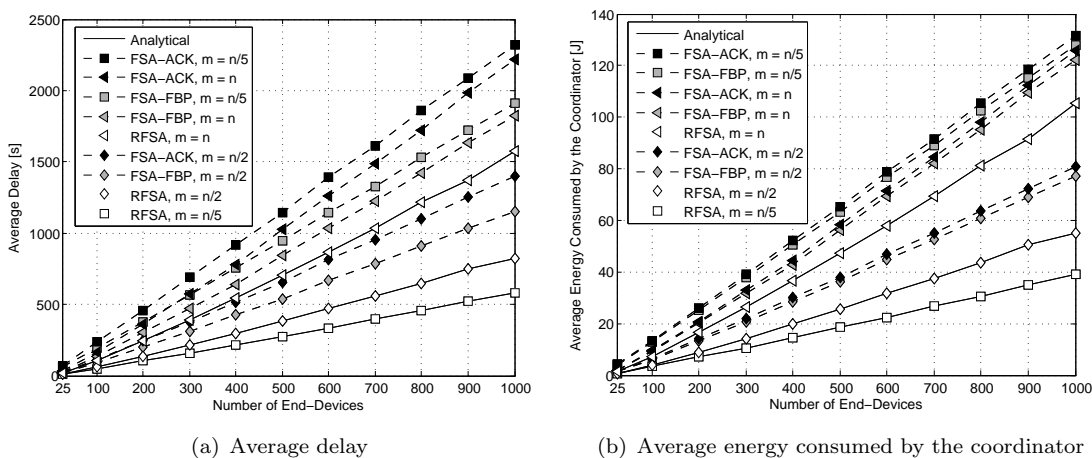 2500
2000
1500
1000
500
0
Average Delay [s]
Analytical
FSA−ACK, m = n/5
FSA−ACK, m = n
FSA−FBP, m = n/5
FSA−FBP, m = n
RFSA, m = n
FSA−ACK, m = n/2
FSA−FBP, m = n/2
RFSA, m = n/2
RFSA, m = n/5
25 100 200 300 400 500 600 700 800 900 1000
Number of End−Devices
(a) Average delay
140
120
100
80
60
40
20
0
Average Energy Consumed by the Coordinator [J]
Analytical
FSA−ACK, m = n/5
FSA−FBP, m = n/5
FSA−ACK, m = n
FSA−FBP, m = n
RFSA, m = n
FSA−ACK, m = n/2
FSA−FBP, m = n/2
RFSA, m = n/2
RFSA, m = n/5
25 100 200 300 400 500 600 700 800 900 1000
Number of End−Devices
(b) Average energy consumed by the coordinator